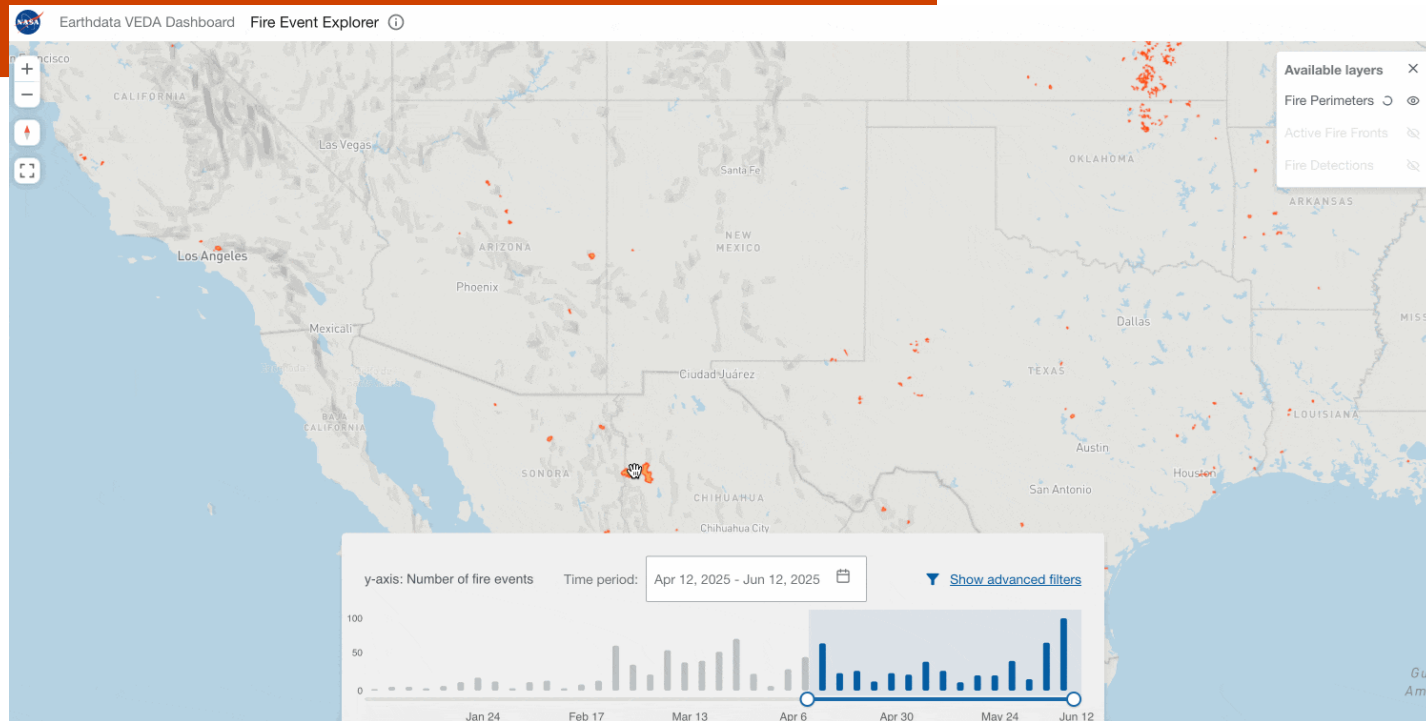 NASA Earthdata VEDA Dashboard Fire Event Explorer
Available layers
Fire Perimeters
Active Fire Fronts
Fire Detections
CALIFORNIA
Las Vegas
Santa Fe
OKLAHOMA
ARKANSAS
ARIZONA
NEW
MEXICO
Los Angeles
Phoenix
Dallas
Mexicali
Ciudad Juárez
TEXAS
BAJA
CALIFORNIA
LOUISIANA
Austin
SONORA
Houston
CHIHUAHUA
San Antonio
Chihuahua City
y-axis: Number of fire events Time period: Apr 12, 2025 - Jun 12, 2025 Show advanced filters
100
50
0
Jan 24 Feb 17 Mar 13 Apr 6 Apr 30 May 24 Jun 12